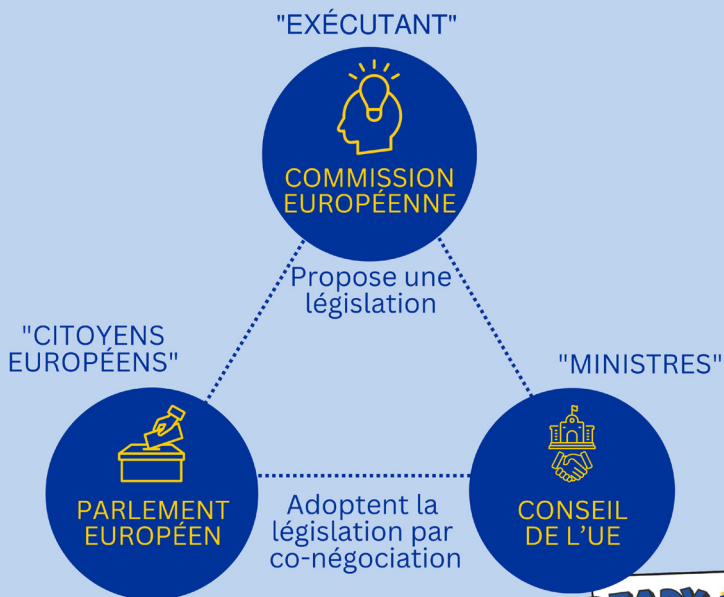 "EXÉCUTANT"
COMMISSION
EUROPÉENNE
Propose une
législation
"CITOYENS
EUROPÉENS"
"MINISTRES"
PARLEMENT
EUROPÉEN
Adoptent la
législation par
co-négociation
CONSEIL
DE L'UE